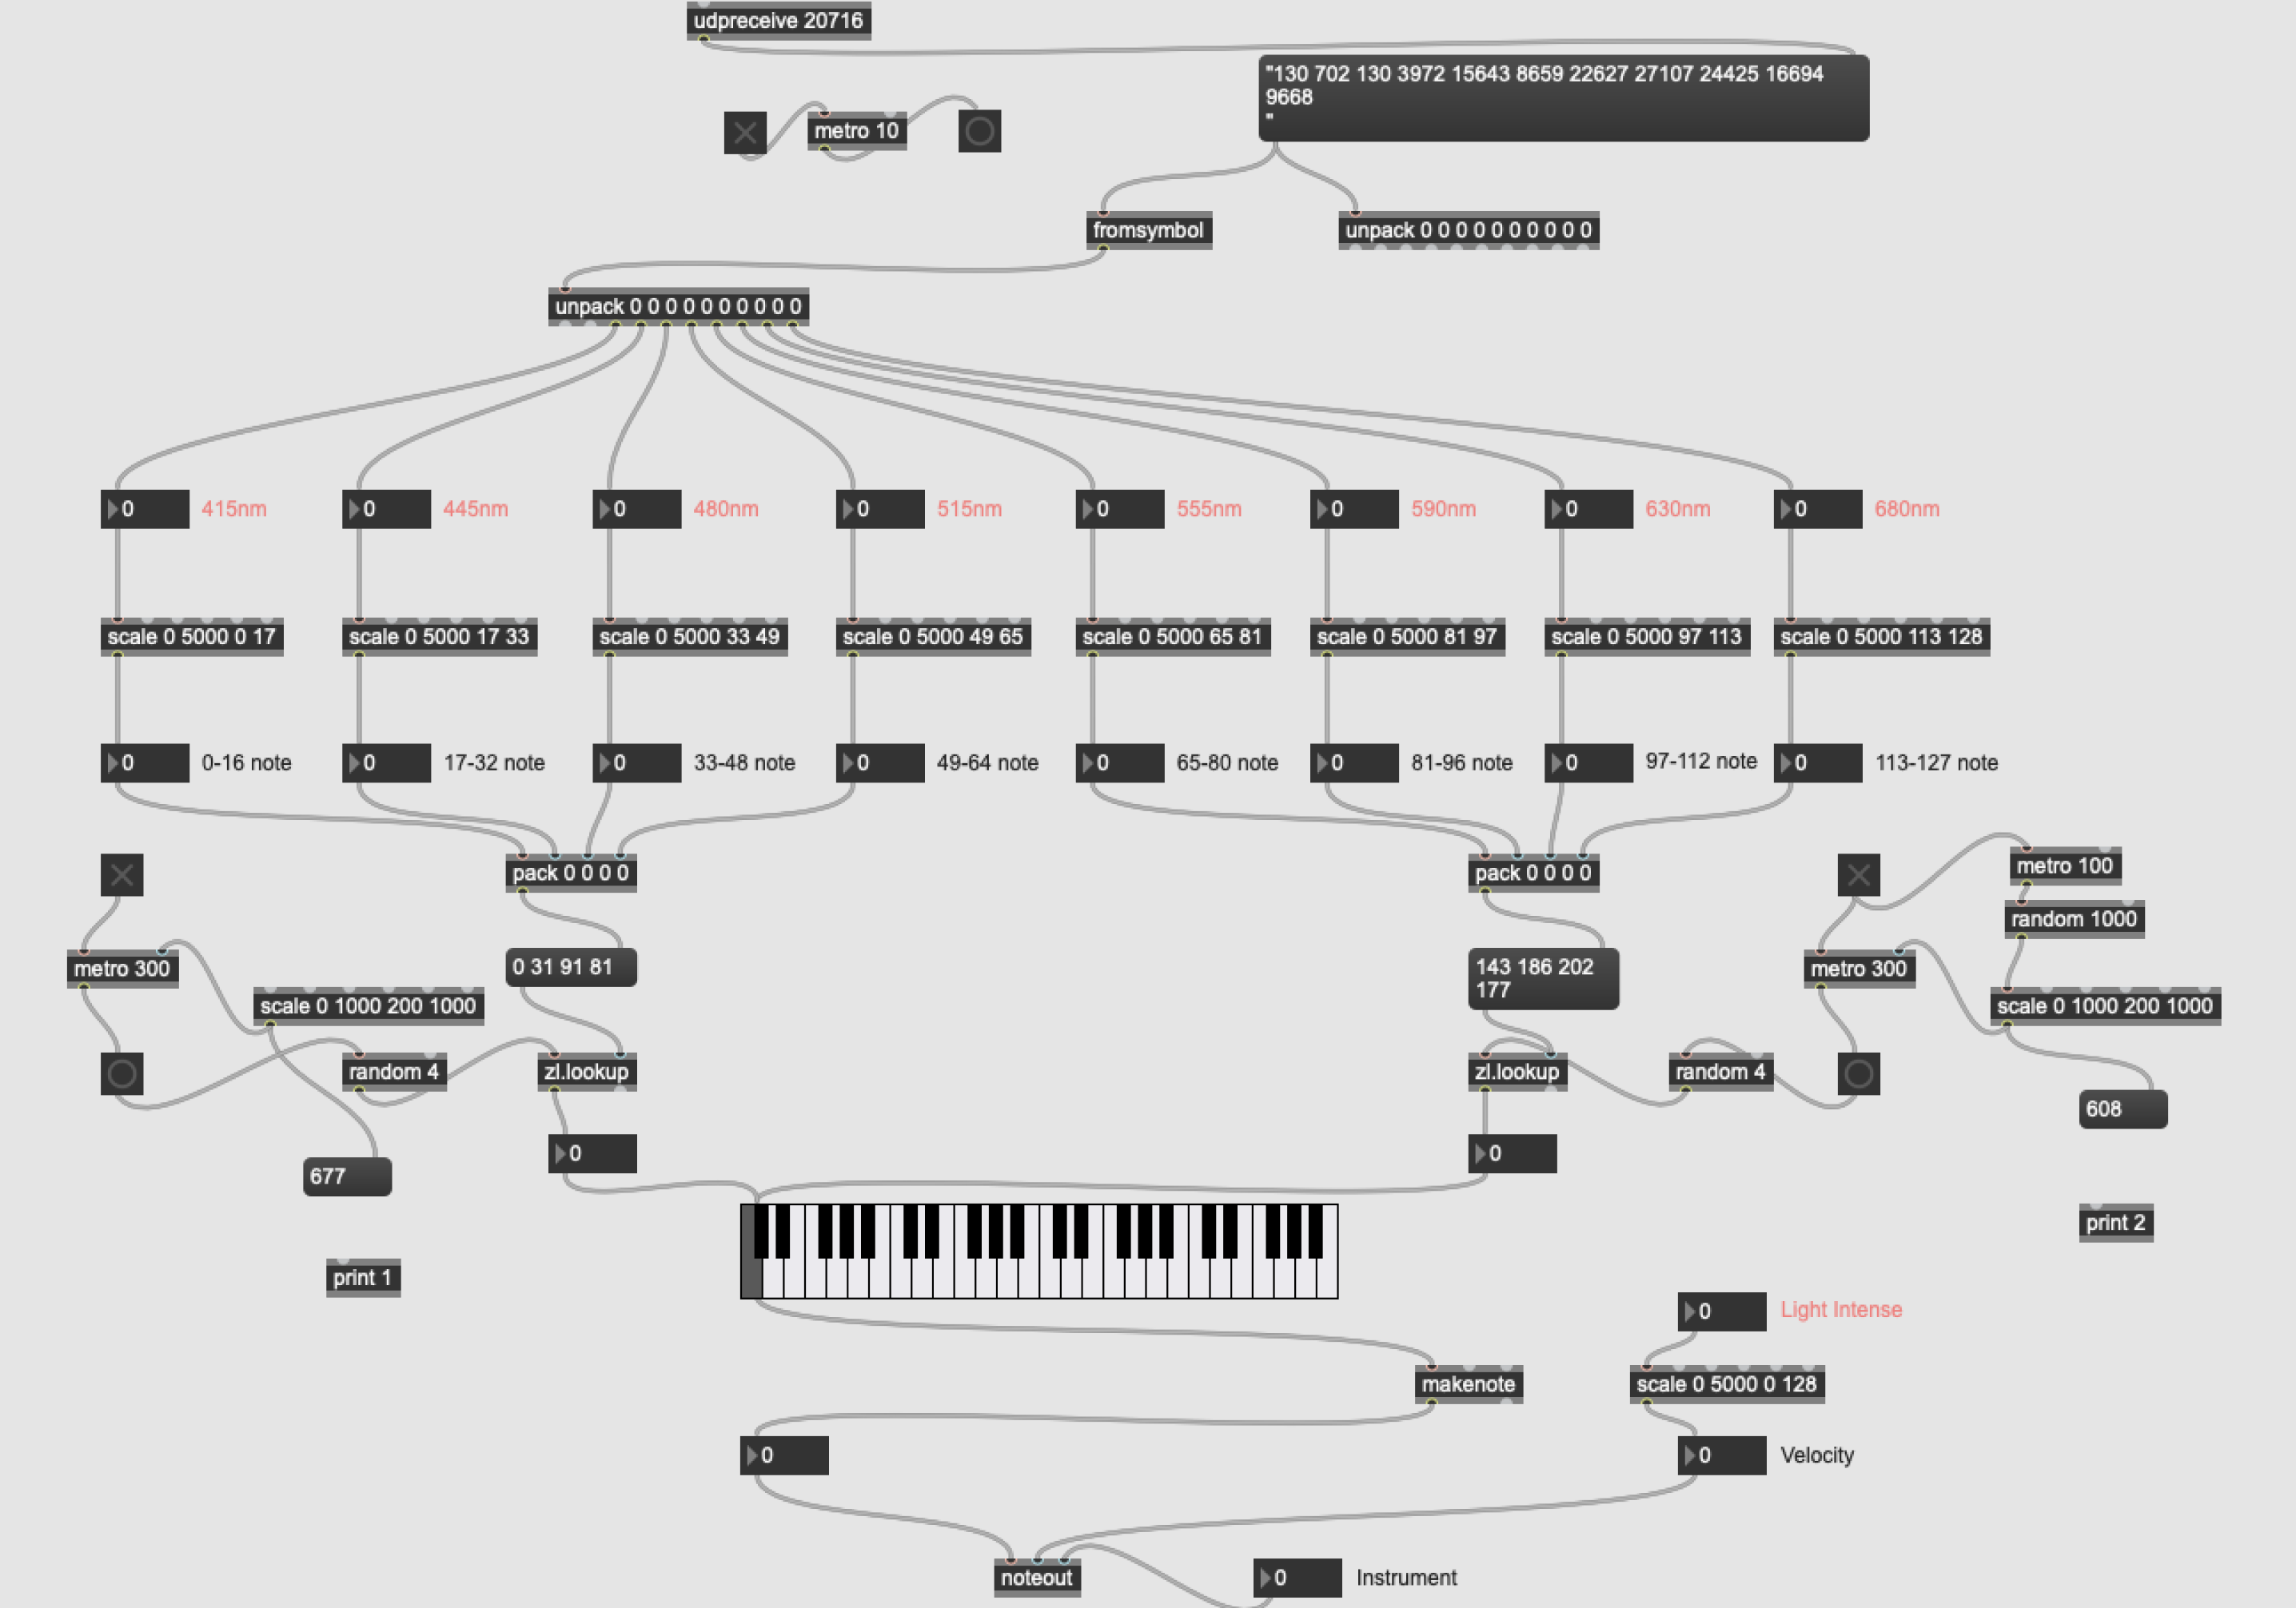 udpreceive 20716
"130 702 130 3972 15643 8659 22627 27107 24425 16694
9668
"
metro 10
fromsymbol
unpack 0 0 0 0 0 0 0 0 0 0
unpack 0 0 0 0 0 0 0 0 0 0
0
415nm
0
445nm
0
480nm
0
515nm
0
555nm
0
590nm
0
630nm
0
680nm
scale 0 5000 0 17
scale 0 5000 17 33
scale 0 5000 33 49
scale 0 5000 49 65
scale 0 5000 65 81
scale 0 5000 81 97
scale 0 5000 97 113
scale 0 5000 113 128
0
0-16 note
0
17-32 note
0
33-48 note
0
49-64 note
0
65-80 note
0
81-96 note
0
97-112 note
0
113-127 note
pack 0 0 0 0
pack 0 0 0 0
metro 100
random 1000
metro 300
0 31 91 81
143 186 202
177
metro 300
scale 0 1000 200 1000
scale 0 1000 200 1000
random 4
zl.lookup
zl.lookup
random 4
608
0
0
677
print 2
print 1
0
Light Intense
makenote
scale 0 5000 0 128
0
0
Velocity
noteout
0
Instrument